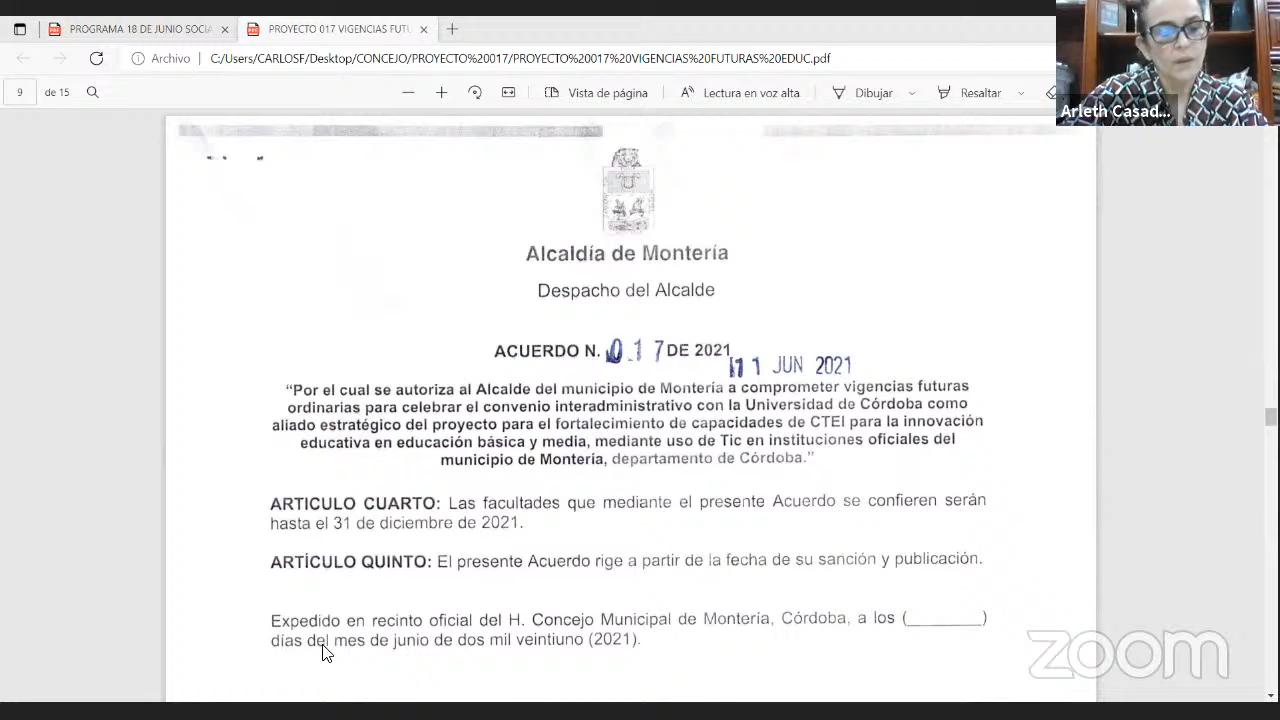 PROGRAMA 18 DE JUNIO SOCIA
PROYECTO 017 VIGENCIAS FUTU
Archivo
C:/Users/CARLOSF/Desktop/CONCEJO/PROYECTO%20017/PROYECTO%20017%20VIGENCIAS%20FUTURAS%20EDUC.pdf
9 de 15
Vista de página
Lectura en voz alta
Dibujar
Resaltar
Arleth Casad...
Alcaldía de Montería
Despacho del Alcalde
ACUERDO N. 017 DE 2021
11 JUN 2021
“Por el cual se autoriza al Alcalde del municipio de Montería a comprometer vigencias futuras
ordinarias para celebrar el convenio interadministrativo con la Universidad de Córdoba como
aliado estratégico del proyecto para el fortalecimiento de capacidades de CTEI para la innovación
educativa en educación básica y media, mediante uso de Tic en instituciones oficiales del
municipio de Montería, departamento de Córdoba.”
ARTICULO CUARTO: Las facultades que mediante el presente Acuerdo se confieren serán
hasta el 31 de diciembre de 2021.
ARTÍCULO QUINTO: El presente Acuerdo rige a partir de la fecha de su sanción y publicación.
Expedido en recinto oficial del H. Concejo Municipal de Montería, Córdoba, a los (________)
días del mes de junio de dos mil veintiuno (2021).
zoom